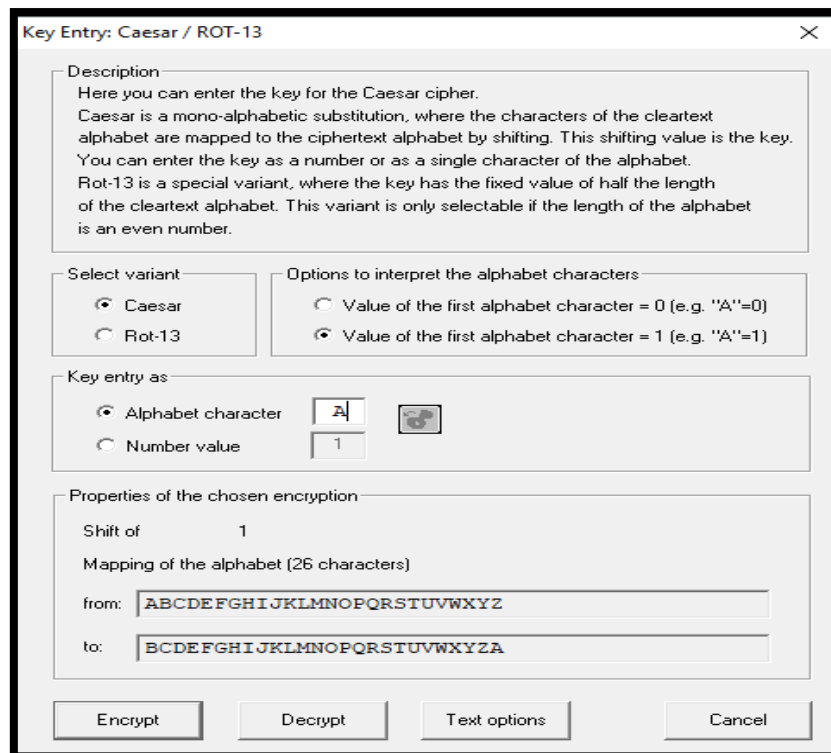 Key Entry: Caesar / ROT-13
Description
Here you can enter the key for the Caesar cipher.
Caesar is a mono-alphabetic substitution, where the characters of the cleartext
alphabet are mapped to the ciphertext alphabet by shifting. This shifting value is the key.
You can enter the key as a number or as a single character of the alphabet.
Rot-13 is a special variant, where the key has the fixed value of half the length
of the cleartext alphabet. This variant is only selectable if the length of the alphabet
is an even number.
Select variant
Caesar
Rot-13
Options to interpret the alphabet characters
Value of the first alphabet character = 0 (e.g. "A"=0)
Value of the first alphabet character = 1 (e.g. "A"=1)
Key entry as
Alphabet character A
Number value 1
Properties of the chosen encryption
Shift of 1
Mapping of the alphabet (26 characters)
from: ABCDEFGHIJKLMNOPQRSTUVWXYZ
to: BCDEFGHIJKLMNOPQRSTUVWXYZA
Encrypt Decrypt Text options Cancel